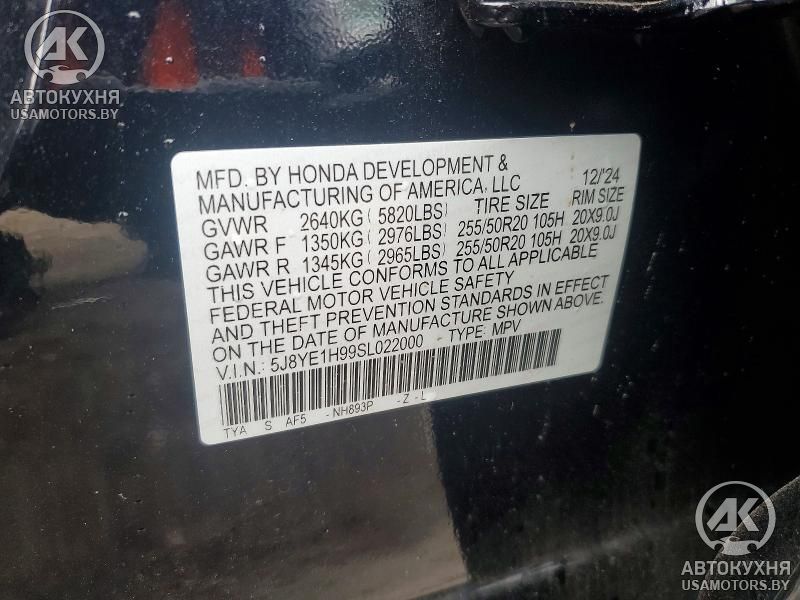 AK
АВТОКУХНЯ
USAMOTORS.BY
MFD. BY HONDA DEVELOPMENT & 12/'24
MANUFACTURING OF AMERICA, LLC TIRE SIZE RIM SIZE
GVWR 2640KG ( 5820LBS)
GAWR F 1350KG ( 2976LBS) 255/50R20 105H 20X9.0J
GAWR R 1345KG ( 2965LBS) 255/50R20 105H 20X9.0J
THIS VEHICLE CONFORMS TO ALL APPLICABLE
FEDERAL MOTOR VEHICLE SAFETY
AND THEFT PREVENTION STANDARDS IN EFFECT
ON THE DATE OF MANUFACTURE SHOWN ABOVE.
V.I.N.: 5J8YE1H99SL022000 TYPE: MPV
TYA S AF5 -NH893P -Z-L
AK
АВТОКУХНЯ
USAMOTORS.BY